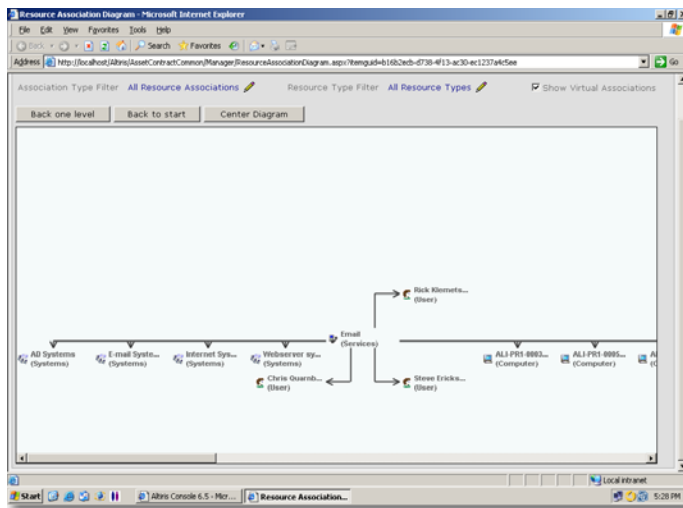 Resource Association Diagram - Microsoft Internet Explorer
File Edit View Favorites Tools Help
Back Search Favorites
Address http://localhost/Altiris/AssetContractCommon/Manager/ResourceAssociationDiagram.aspx?itemguid=b16b2ecb-d738-4f13-ac30-ec1237a4c5ee Go
Association Type Filter All Resource Associations Resource Type Filter All Resource Types Show Virtual Associations
Back one level Back to start Center Diagram
Rick Klemets...
(User)
Email
(Services)
AD Systems
(Systems)
E-mail Syste...
(Systems)
Internet Sys...
(Systems)
Webserver sy...
(Systems)
ALI-PR1-0003...
(Computer)
ALI-PR1-0005...
(Computer)
Chris Quarnb...
(User)
Steve Ericks...
(User)
Local intranet
Start Altiris Console 6.5 - Micr... Resource Association... 5:28 PM